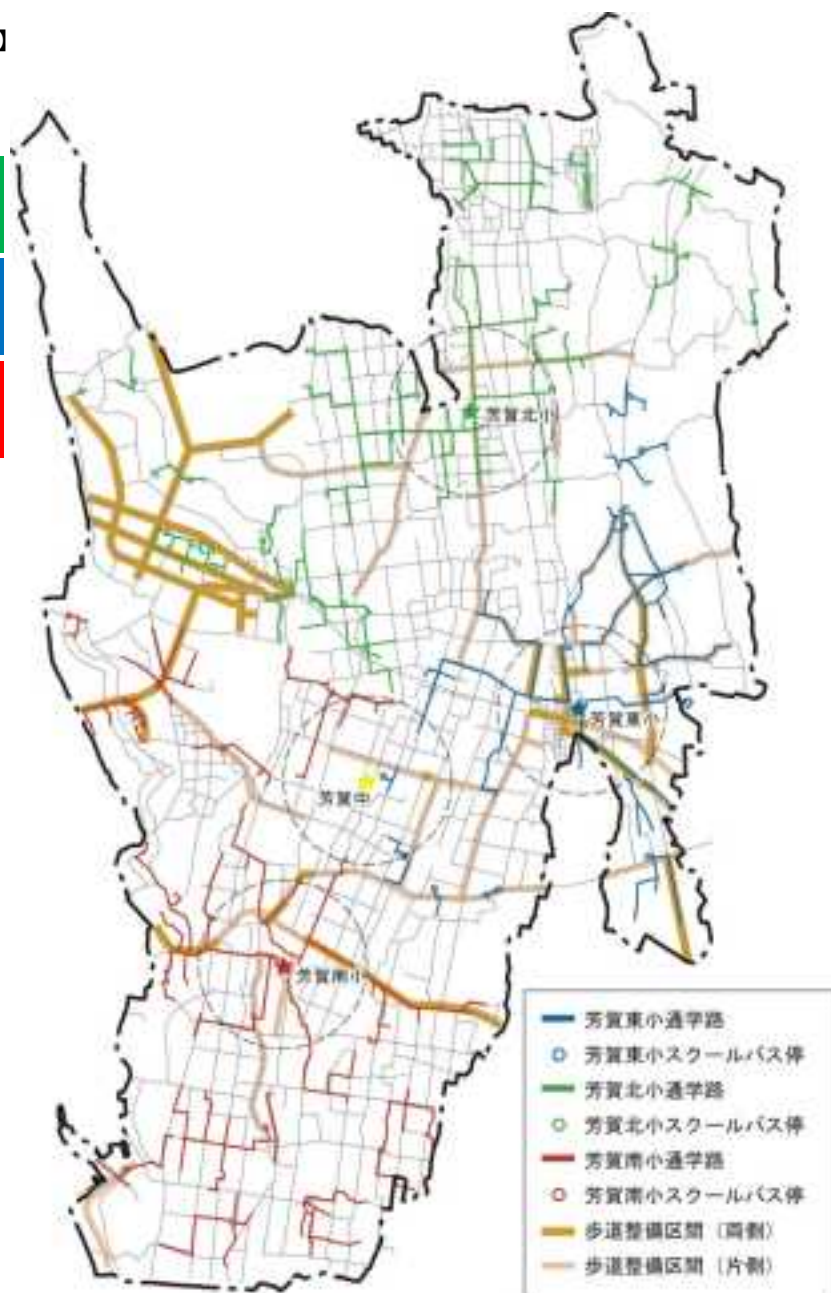 】
芳賀北小
芳賀東小
芳賀中
芳賀南小
芳賀東小通学路
芳賀東小スクールバス停
芳賀北小通学路
芳賀北小スクールバス停
芳賀南小通学路
芳賀南小スクールバス停
歩道整備区間（両側）
歩道整備区間（片側）